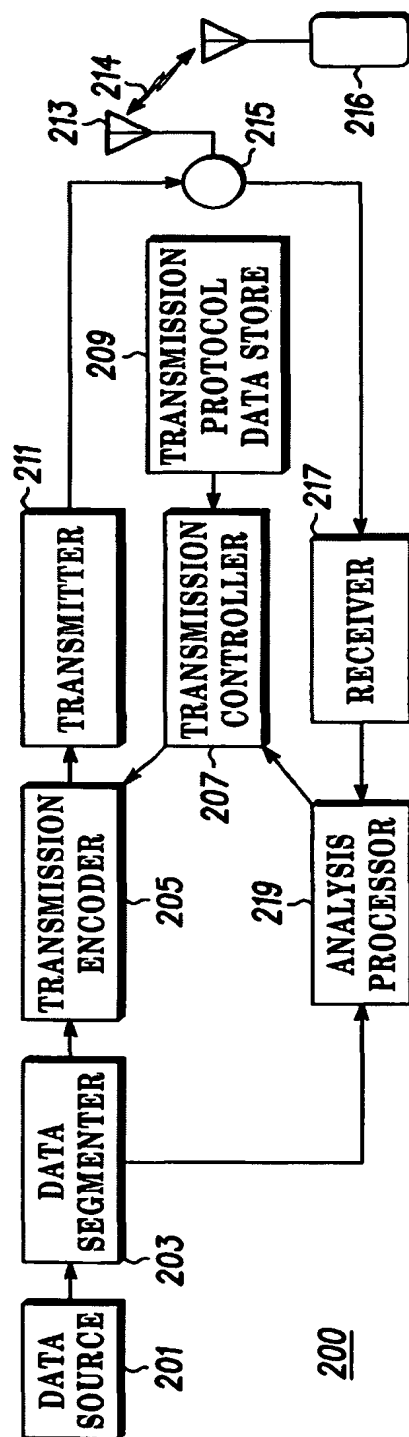 DATA
SOURCE
201
DATA
SEGMENTER
203
TRANSMISSION
ENCODER
205
TRANSMITTER
211
213
214
215
216
TRANSMISSION
PROTOCOL
DATA STORE
209
TRANSMISSION
CONTROLLER
207
RECEIVER
217
ANALYSIS
PROCESSOR
219
200